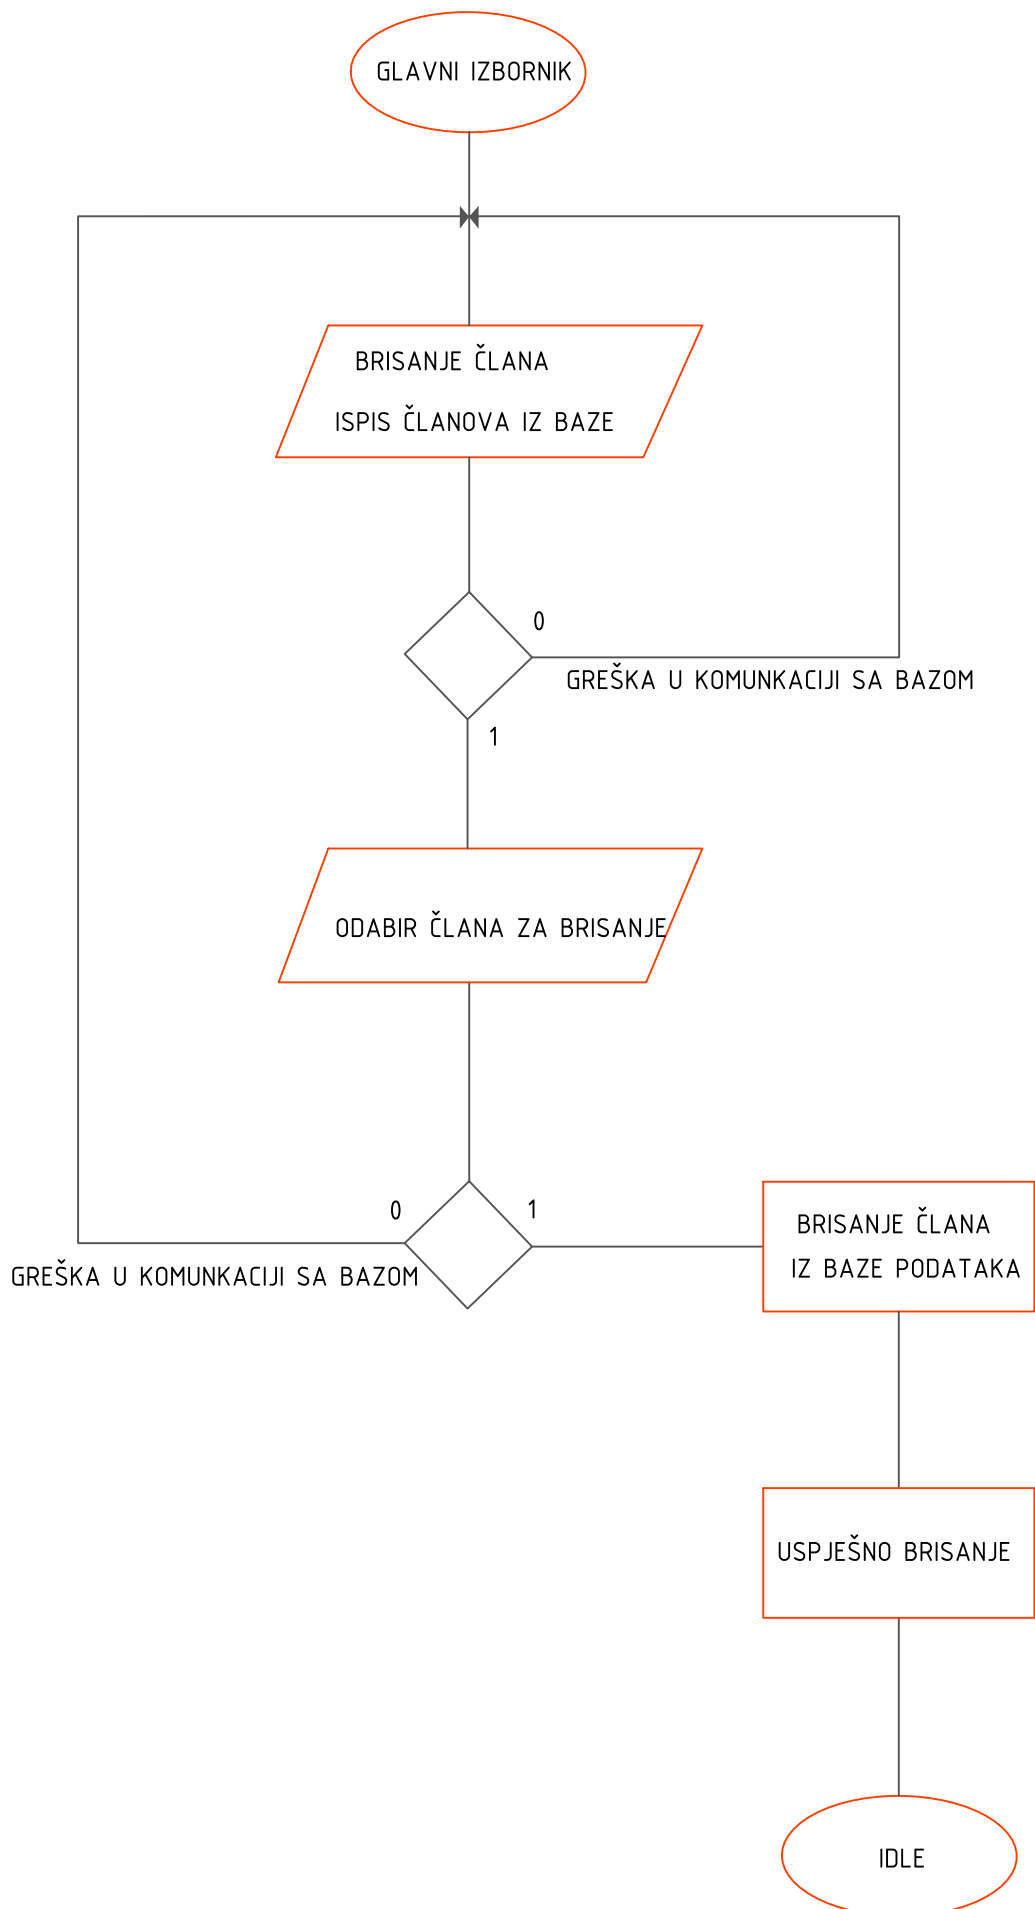 GLAVNI IZBORNIK
BRISANJE ČLANA
ISPIS ČLANOVA IZ BAZE
0
GREŠKA U KOMUNKACIJI SA BAZOM
1
ODABIR ČLANA ZA BRISANJE
0
1
GREŠKA U KOMUNKACIJI SA BAZOM
BRISANJE ČLANA
IZ BAZE PODATAKA
USPJEŠNO BRISANJE
IDLE